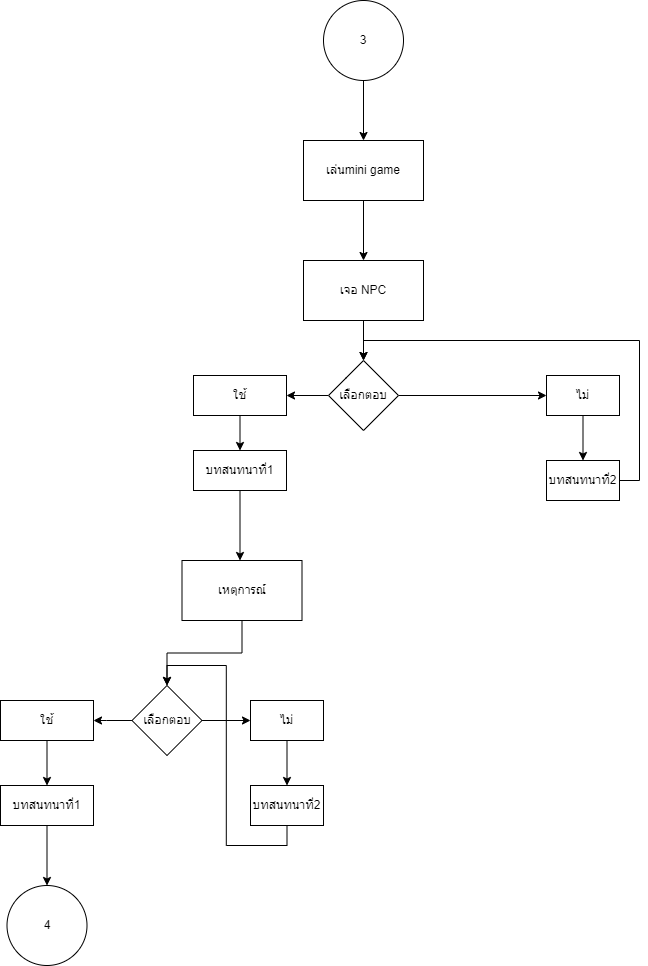 3
เล่นmini game
เจอ NPC
ใช้
เลือกตอบ
ไม่
บทสนทนาที่1
บทสนทนาที่2
เหตุการณ์
ใช้
เลือกตอบ
ไม่
บทสนทนาที่1
บทสนทนาที่2
4